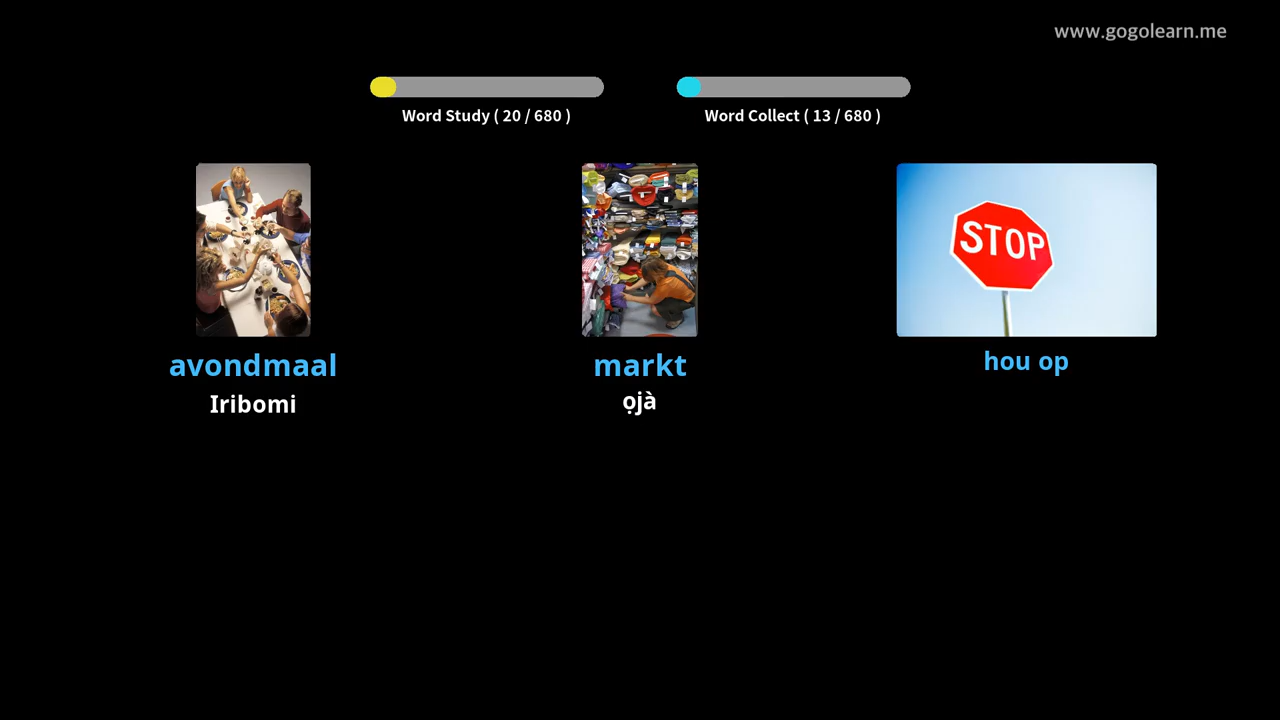 www.gogolearn.me
Word Study ( 20 / 680 )
Word Collect ( 13 / 680 )
STOP
avondmaal
Iribomi
markt
ọjà
hou op